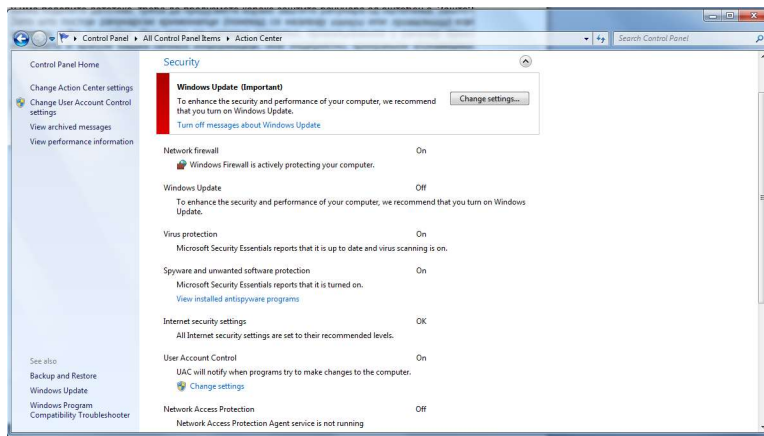 Control Panel
All Control Panel Items
Action Center
Search Control Panel
Control Panel Home
Change Action Center settings
Change User Account Control
settings
View archived messages
View performance information
See also
Backup and Restore
Windows Update
Windows Program
Compatibility Troubleshooter
Security
Windows Update (Important)
To enhance the security and performance of your computer, we recommend
that you turn on Windows Update.
Turn off messages about Windows Update
Change settings...
Network firewall On
Windows Firewall is actively protecting your computer.
Windows Update Off
To enhance the security and performance of your computer, we recommend that you turn on Windows
Update.
Virus protection On
Microsoft Security Essentials reports that it is up to date and virus scanning is on.
Spyware and unwanted software protection On
Microsoft Security Essentials reports that it is turned on.
View installed antispyware programs
Internet security settings OK
All Internet security settings are set to their recommended levels.
User Account Control On
UAC will notify when programs try to make changes to the computer.
Change settings
Network Access Protection Off
Network Access Protection Agent service is not running